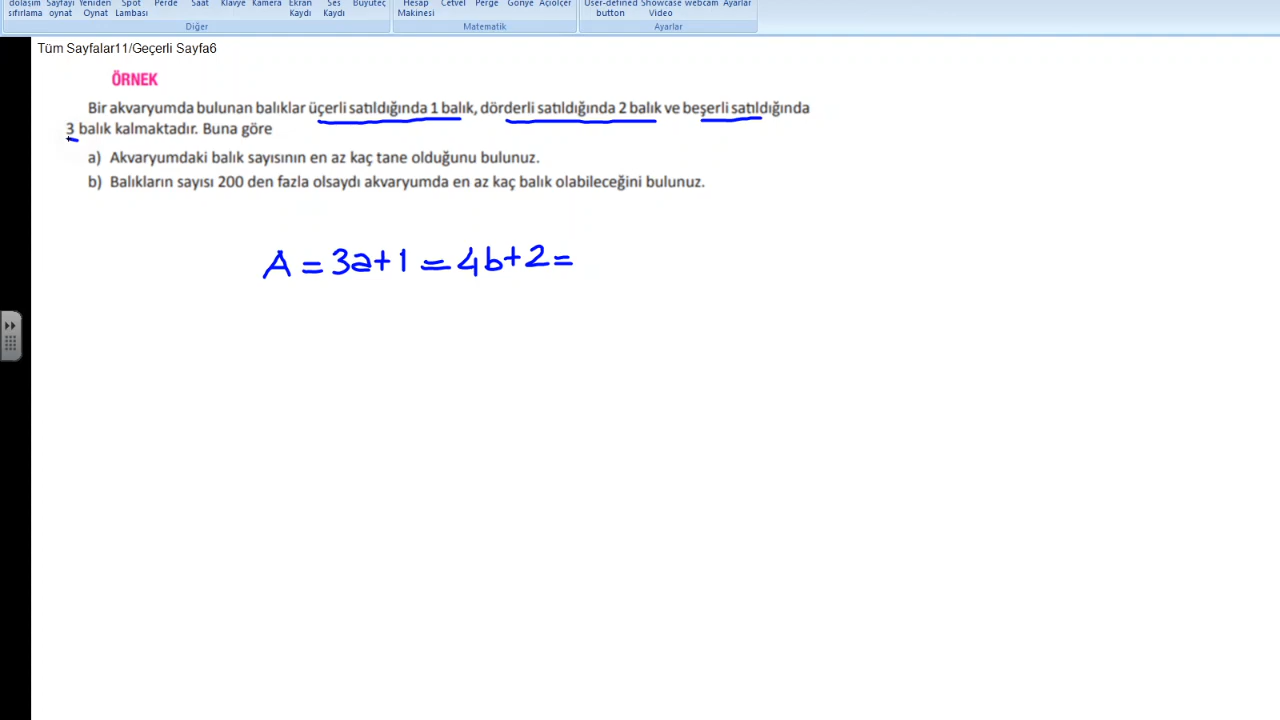 dolaşım Sayfayı Yeniden Spot Perde Saat Klavye Kamera Ekran Ses Büyüteç Hesap Cetvel Perge Gönye Açıölçer User-defined Showcase webcam Ayarlar
sıfırlama oynat Oynat Lambası Kaydı Kaydı Makinesi button Video
Diğer Matematik Ayarlar
Tüm Sayfalar11/Geçerli Sayfa6
ÖRNEK
Bir akvaryumda bulunan balıklar üçerli satıldığında 1 balık, dörderli satıldığında 2 balık ve beşerli satıldığında
3 balık kalmaktadır. Buna göre
a) Akvaryumdaki balık sayısının en az kaç tane olduğunu bulunuz.
b) Balıkların sayısı 200 den fazla olsaydı akvaryumda en az kaç balık olabileceğini bulunuz.
A = 3a+1 = 4b+2 =